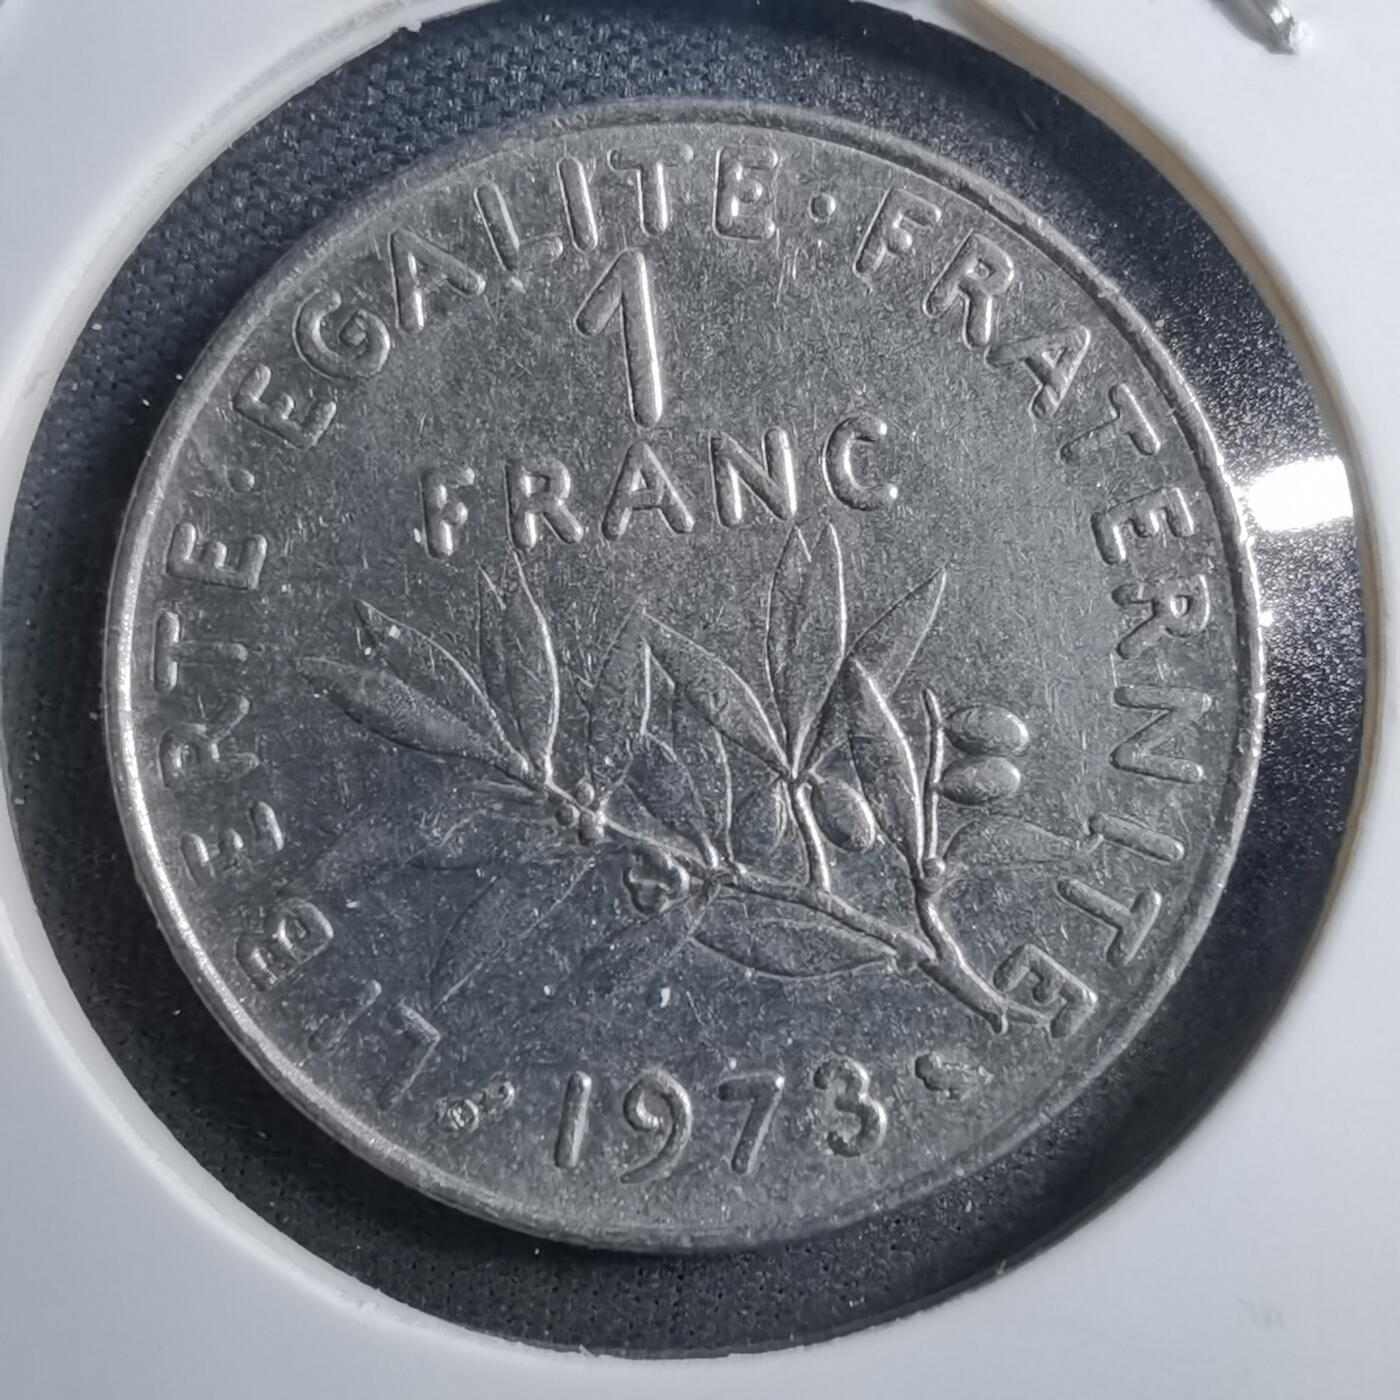 LIBERTE · EGALITE · FRATERNITE
1
FRANC
1973